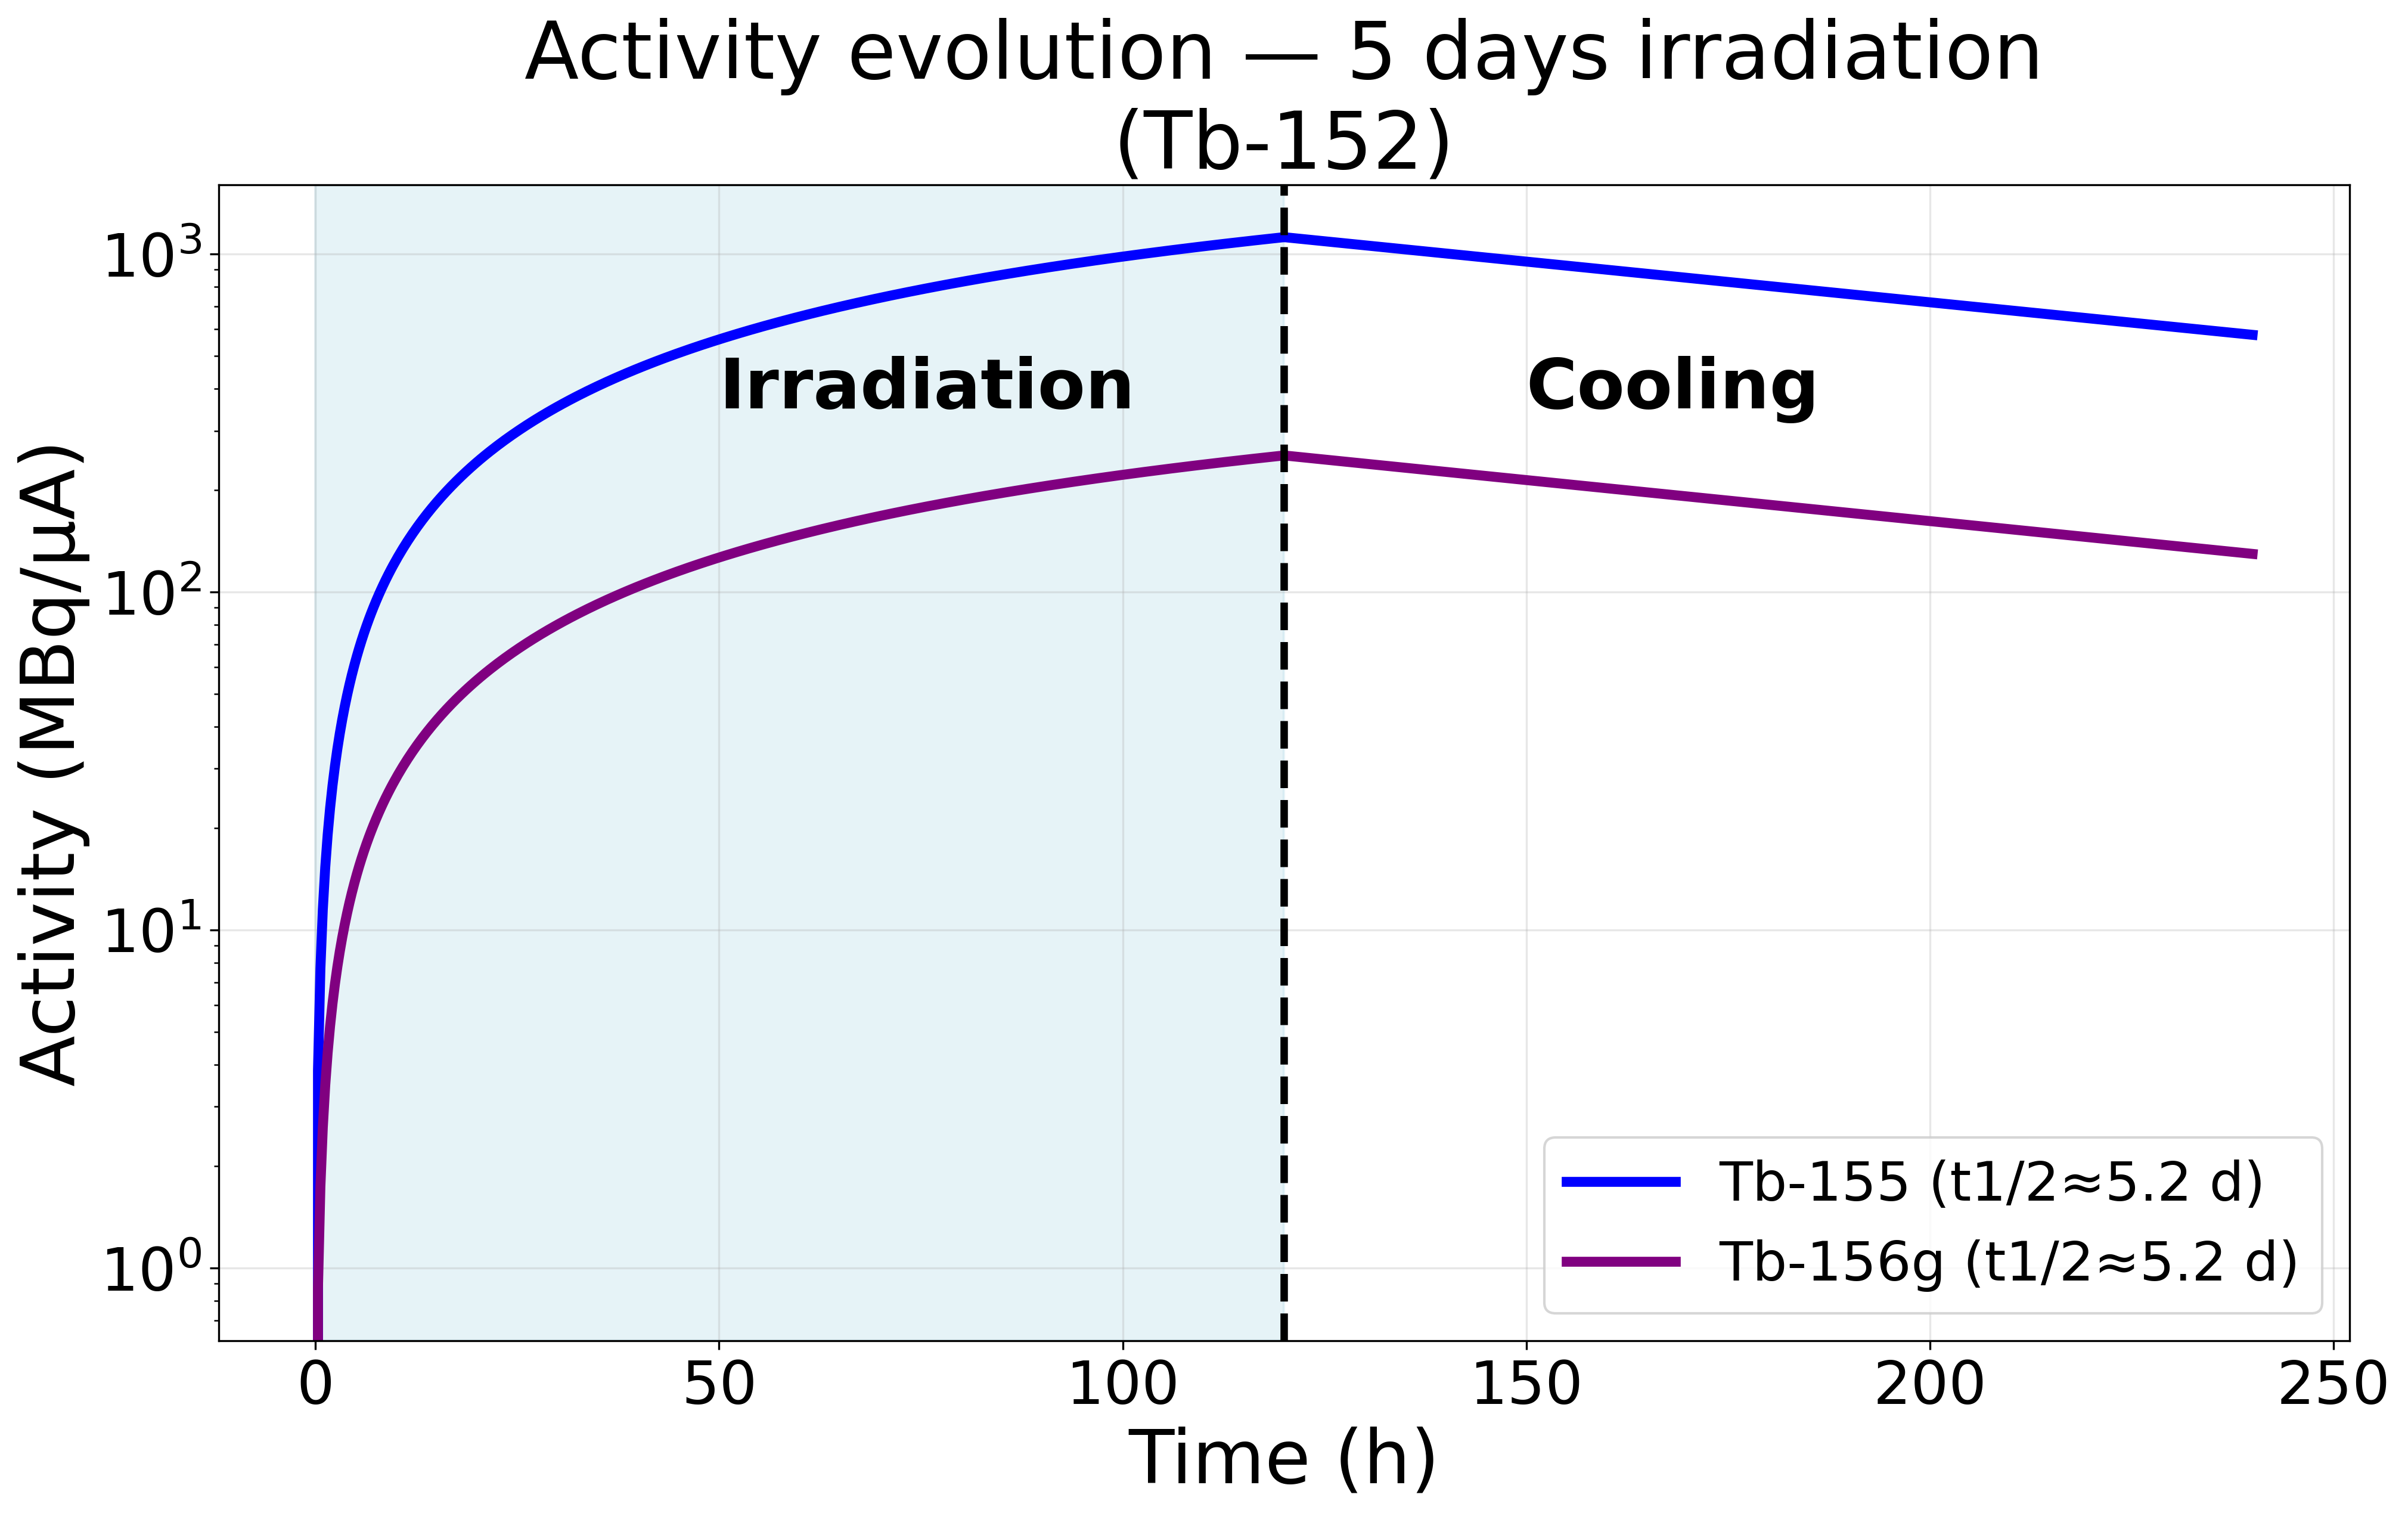 Activity evolution — 5 days irradiation
(Tb-152)
Activity (MBq/μA)
10³
10²
10¹
10⁰
Irradiation
Cooling
Tb-155 (t1/2≈5.2 d)
Tb-156g (t1/2≈5.2 d)
0 50 100 150 200 250
Time (h)